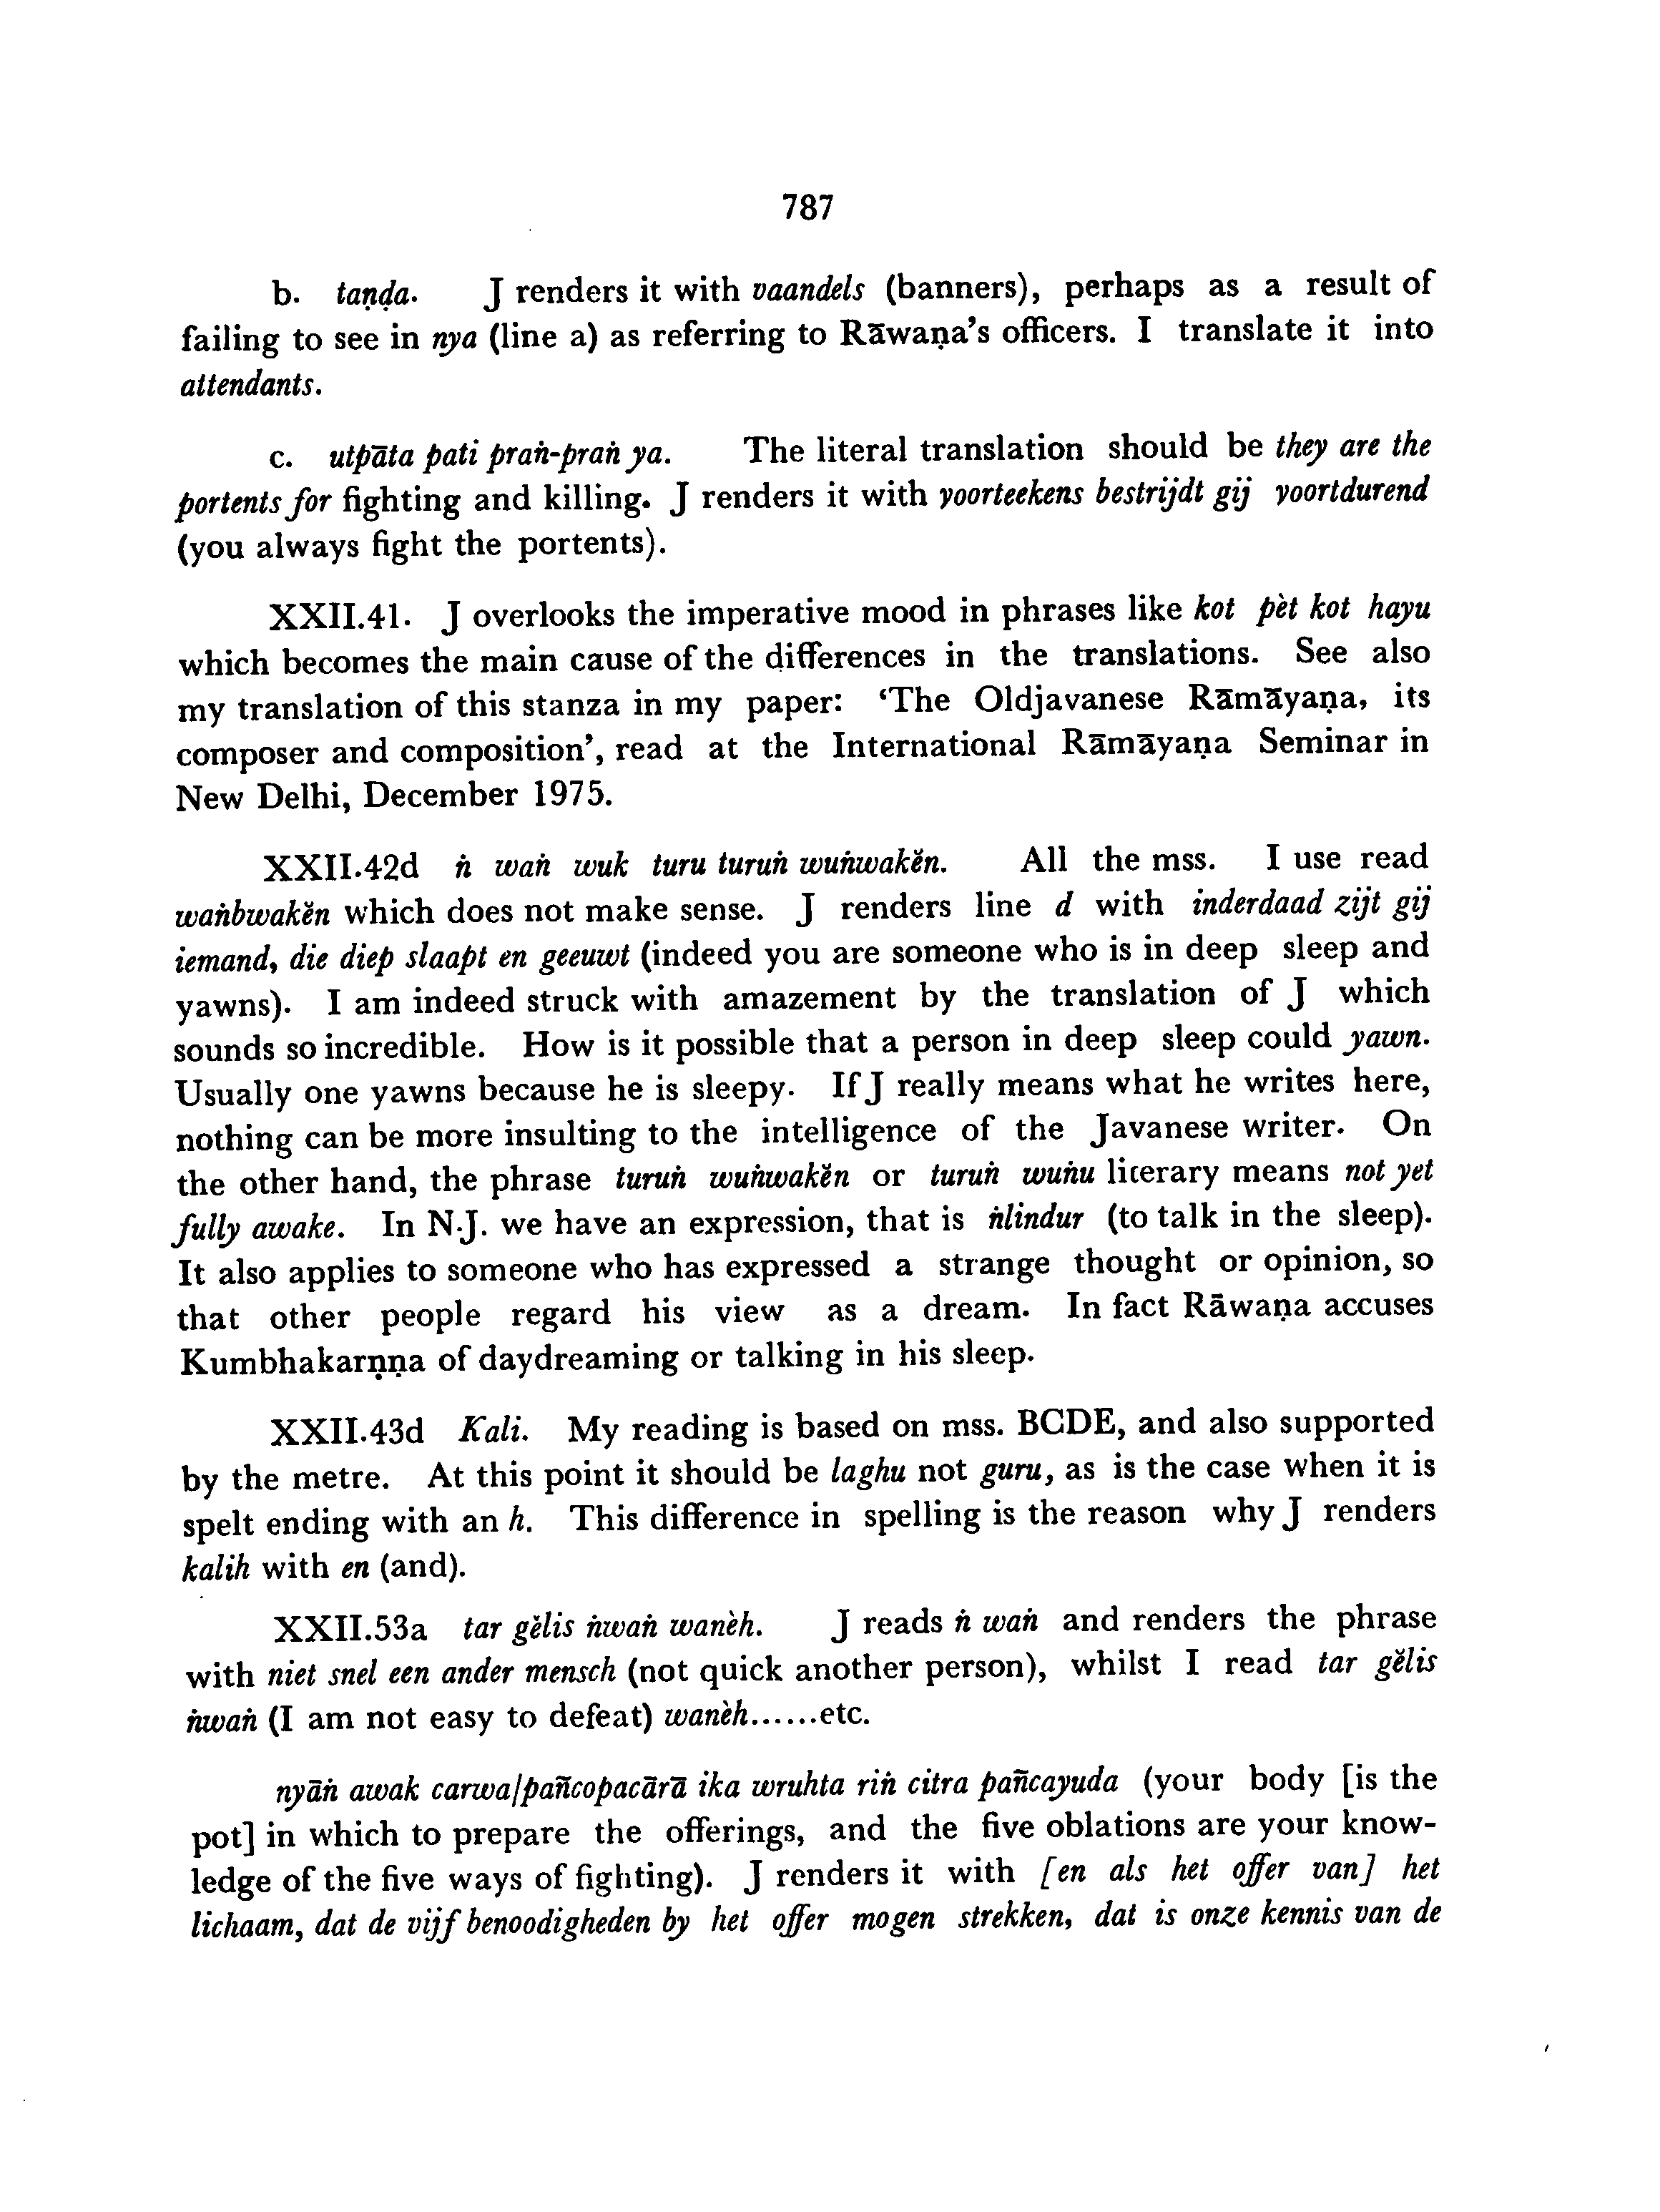 787
b. taṇḍa. J renders it with vaandels (banners), perhaps as a result of
failing to see in nya (line a) as referring to Rāwaṇa’s officers. I translate it into
attendants.
c. utpāta pati praṅ-praṅ ya. The literal translation should be they are the
portents for fighting and killing. J renders it with yoorteekens bestrijdt gij yoortdurend
(you always fight the portents).
XXII.41. J overlooks the imperative mood in phrases like kot pèt kot hayu
which becomes the main cause of the differences in the translations. See also
my translation of this stanza in my paper: ‘The Oldjavanese Rāmāyaṇa, its
composer and composition’, read at the International Rāmāyaṇa Seminar in
New Delhi, December 1975.
XXII.42d ṅ waṅ wuk turu turuṅ wuṅwakĕn. All the mss. I use read
waṅbwakĕn which does not make sense. J renders line d with inderdaad zijt gij
iemand, die diep slaapt en geeuwt (indeed you are someone who is in deep sleep and
yawns). I am indeed struck with amazement by the translation of J which
sounds so incredible. How is it possible that a person in deep sleep could yawn.
Usually one yawns because he is sleepy. If J really means what he writes here,
nothing can be more insulting to the intelligence of the Javanese writer. On
the other hand, the phrase turuṅ wuṅwakĕn or turuṅ wuṅu literary means not yet
fully awake. In N.J. we have an expression, that is ṅlindur (to talk in the sleep).
It also applies to someone who has expressed a strange thought or opinion, so
that other people regard his view as a dream. In fact Rāwaṇa accuses
Kumbhakarṇṇa of daydreaming or talking in his sleep.
XXII.43d Kali. My reading is based on mss. BCDE, and also supported
by the metre. At this point it should be laghu not guru, as is the case when it is
spelt ending with an h. This difference in spelling is the reason why J renders
kalih with en (and).
XXII.53a tar gĕlis ṅwaṅ wanèh. J reads ṅ waṅ and renders the phrase
with niet snel een ander mensch (not quick another person), whilst I read tar gĕlis
ṅwaṅ (I am not easy to defeat) wanèh......etc.
nyāṅ awak carwa/pañcopacārā ika wruhta riṅ citra pañcayuda (your body [is the
pot] in which to prepare the offerings, and the five oblations are your know-
ledge of the five ways of fighting). J renders it with [en als het offer van] het
lichaam, dat de vijf benoodigheden by het offer mogen strekken, dat is onze kennis van de